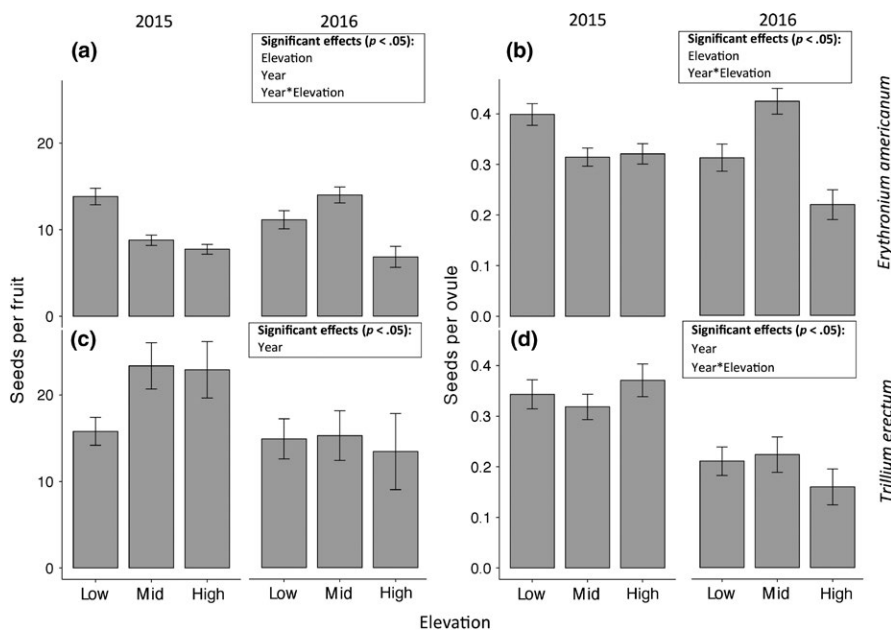 2015
2016
2015
2016
(a)
Significant effects (p < .05):
Elevation
Year
Year*Elevation
(b)
Significant effects (p < .05):
Elevation
Year*Elevation
20
10
0
0.4
0.3
0.2
0.1
0.0
Erythronium americanum
Seeds per fruit
Seeds per ovule
(c)
Significant effects (p < .05):
Year
(d)
Significant effects (p < .05):
Year
Year*Elevation
20
10
0
0.4
0.3
0.2
0.1
0.0
Trillium erectum
Low Mid High
Low Mid High
Low Mid High
Low Mid High
Elevation